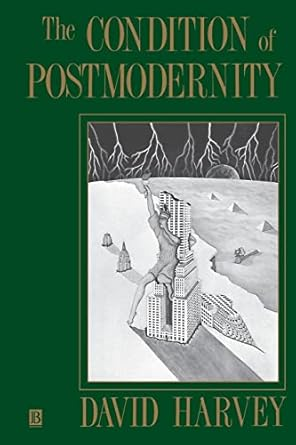 The CONDITION of
POSTMODERNITY
B
DAVID HARVEY